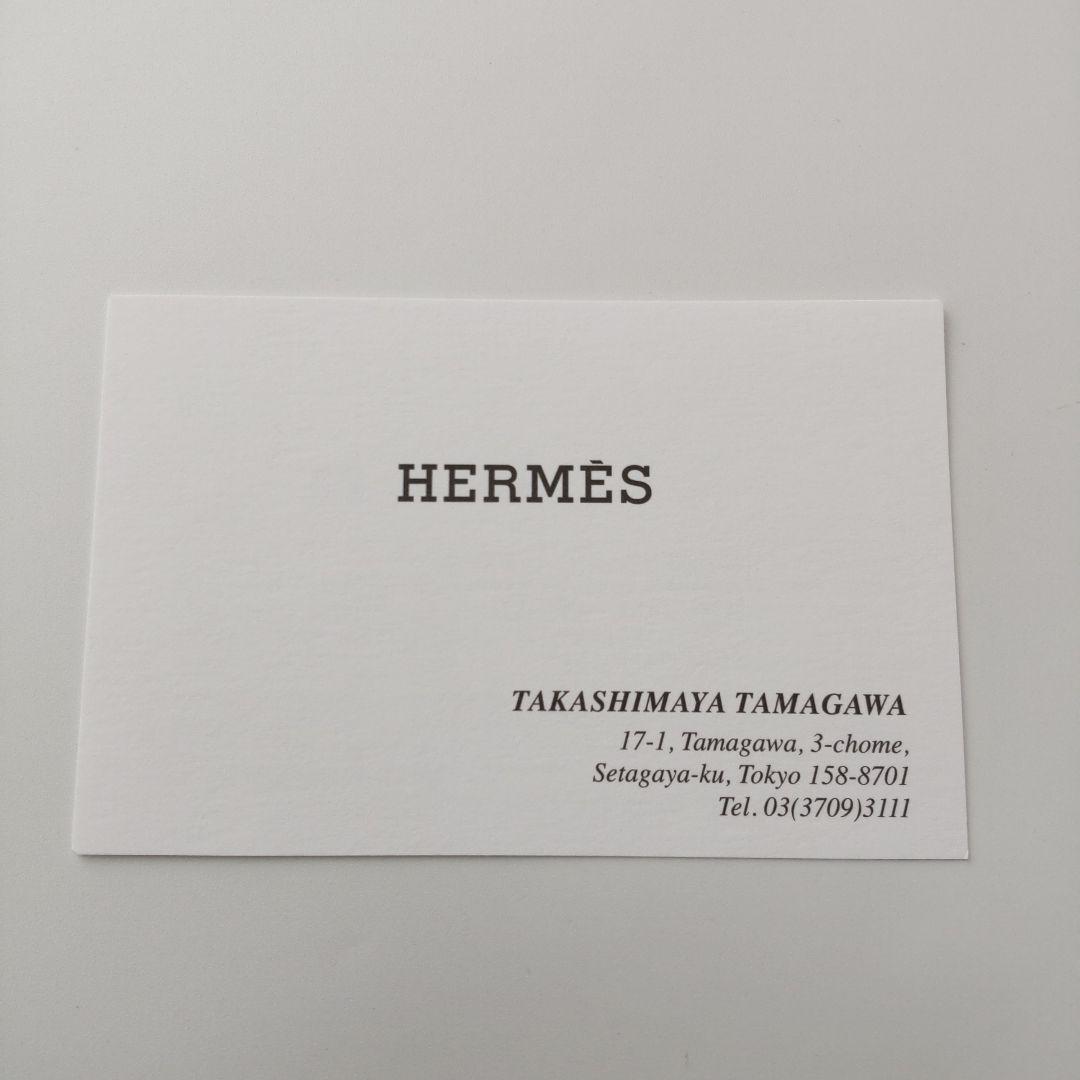 HERMÈS
TAKASHIMAYA TAMAGAWA
17-1, Tamagawa, 3-chome,
Setagaya-ku, Tokyo 158-8701
Tel. 03(3709)3111